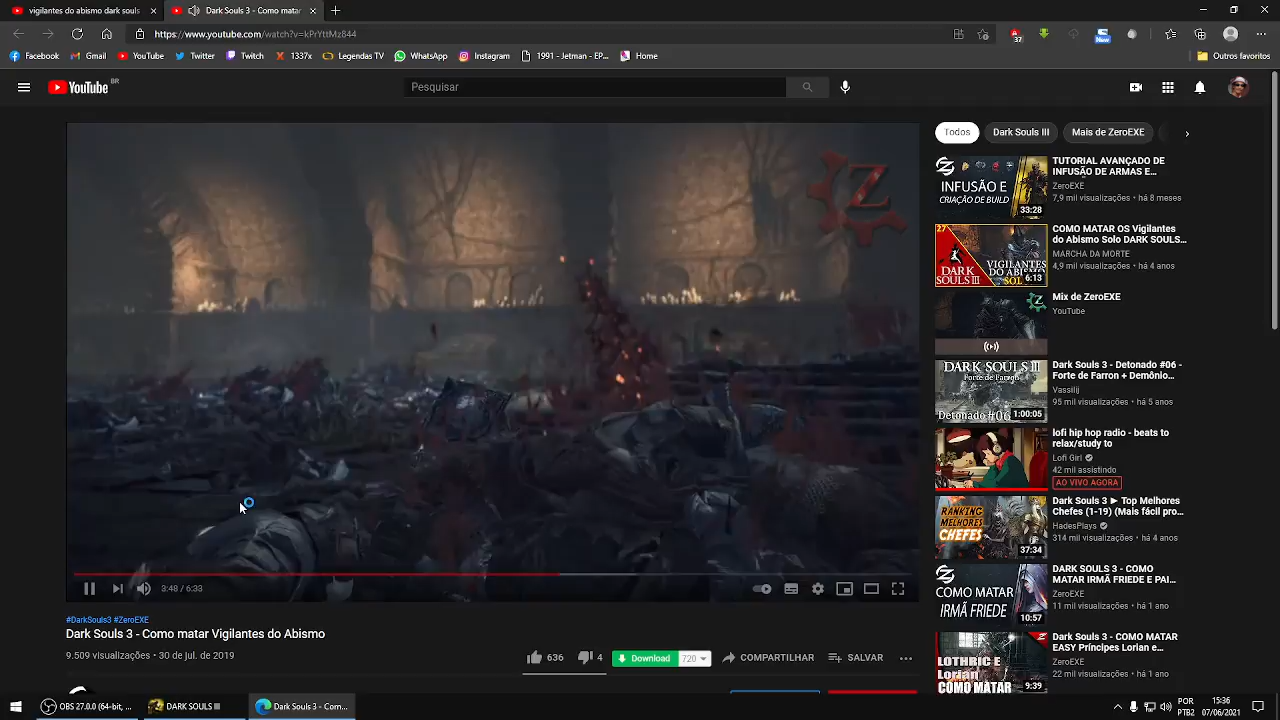 vigilantes do abismo dark souls
Dark Souls 3 - Como matar
https://www.youtube.com/watch?v=kPrYttMz844
37
New
Facebook
Gmail
YouTube
Twitter
Twitch
1337x
Legendas TV
WhatsApp
Instagram
1991 - Jetman - EP...
Home
Outros favoritos
YouTube BR
Pesquisar
Z
Todos
Dark Souls III
Mais de ZeroEXE
INFUSÃO E
CRIAÇÃO DE BUILD
33:28
TUTORIAL AVANÇADO DE
INFUSÃO DE ARMAS E...
ZeroEXE
7,9 mil visualizações • há 8 meses
27
DARK
SOULS III
VIGILANTES
DO ABISMO
SOLO
6:13
COMO MATAR OS Vigilantes
do Abismo Solo DARK SOULS...
MARCHA DA MORTE
4,9 mil visualizações • há 4 anos
Mix de ZeroEXE
YouTube
DARK SOULS III
Forte de Farron
Detonado #06
1:00:05
Dark Souls 3 - Detonado #06 -
Forte de Farron + Demônio...
Vassilij
95 mil visualizações • há 5 anos
lofi hip hop radio - beats to
relax/study to
Lofi Girl
42 mil assistindo
AO VIVO AGORA
RANKING
MELHORES
CHEFES
37:34
Dark Souls 3 ► Top Melhores
Chefes (1-19) (Mais fácil pro...
HadesPlays
314 mil visualizações • há 4 anos
COMO MATAR
IRMÃ FRIEDE
10:57
DARK SOULS 3 - COMO
MATAR IRMÃ FRIEDE E PAI...
ZeroEXE
11 mil visualizações • há 1 ano
LOTHRIC E
Lorian
COMO MATAR
9:39
Dark Souls 3 - COMO MATAR
EASY Príncipes Lorian e...
ZeroEXE
22 mil visualizações • há 1 ano
3:48 / 6:33
#DarkSouls3 #ZeroEXE
Dark Souls 3 - Como matar Vigilantes do Abismo
9.509 visualizações • 30 de jul. de 2019
636
4
Download
720
COMPARTILHAR
SALVAR
OBS 27.0.0 (64-bit, ...
DARK SOULS III
Dark Souls 3 - Com...
POR
PTB2
15:36
07/06/2021